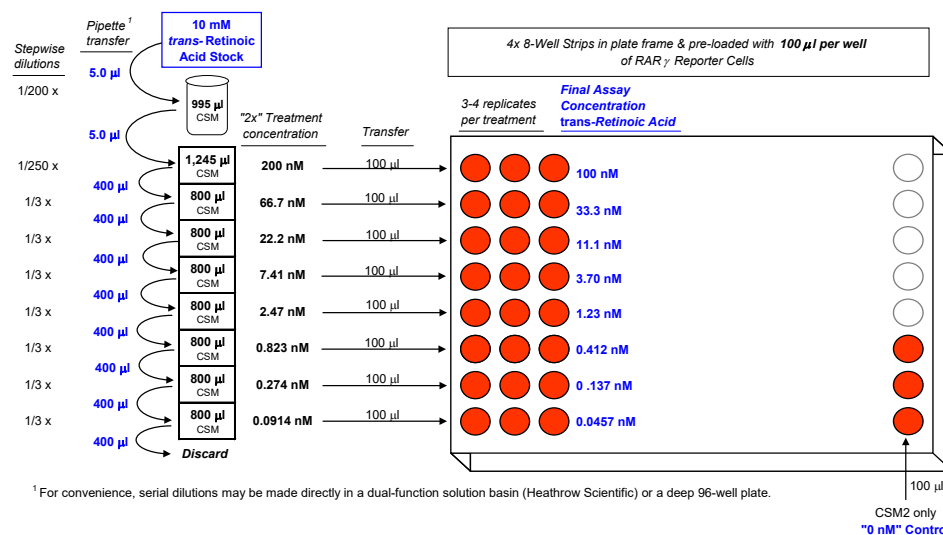 Stepwise
dilutions
Pipette 1
transfer
10 mM
trans- Retinoic
Acid Stock
4x 8-Well Strips in plate frame & pre-loaded with 100 µl per well
of RAR γ Reporter Cells
1/200 x
5.0 µl
995 µl
CSM
"2x" Treatment
concentration
Transfer
3-4 replicates
per treatment
Final Assay
Concentration
trans-Retinoic Acid
5.0 µl
1/250 x
1,245 µl
CSM
200 nM
100 µl
100 nM
400 µl
1/3 x
800 µl
CSM
66.7 nM
100 µl
33.3 nM
400 µl
1/3 x
800 µl
CSM
22.2 nM
100 µl
11.1 nM
400 µl
1/3 x
800 µl
CSM
7.41 nM
100 µl
3.70 nM
400 µl
1/3 x
800 µl
CSM
2.47 nM
100 µl
1.23 nM
400 µl
1/3 x
800 µl
CSM
0.823 nM
100 µl
0.412 nM
400 µl
1/3 x
800 µl
CSM
0.274 nM
100 µl
0 .137 nM
400 µl
1/3 x
800 µl
CSM
0.0914 nM
100 µl
0.0457 nM
400 µl
Discard
1 For convenience, serial dilutions may be made directly in a dual-function solution basin (Heathrow Scientific) or a deep 96-well plate.
100 µl
CSM2 only
"0 nM" Contro